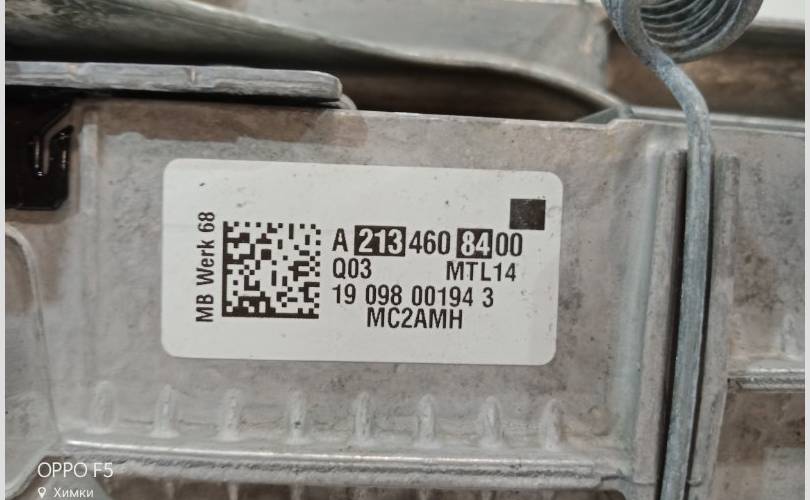 MB Werk 68
A 213 460 84 00
Q03 MTL14
19 098 00194 3
MC2AMH
OPPO F5
Химки